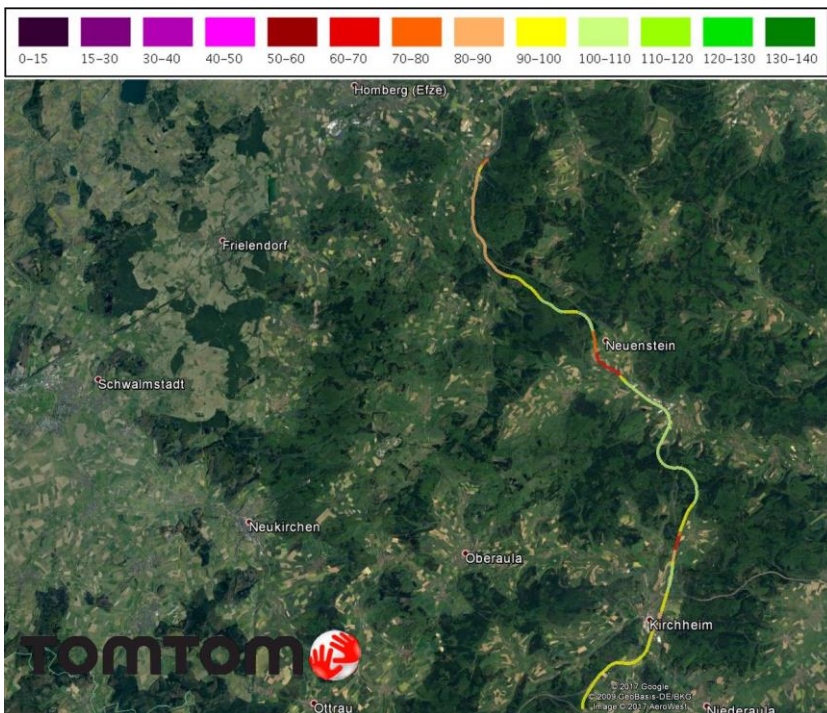 0-15 15-30 30-40 40-50 50-60 60-70 70-80 80-90 90-100 100-110 110-120 120-130 130-140
Homberg (Efze)
Frielendorf
Neuenstein
Schwalmstadt
Neukirchen
Oberaula
Kirchheim
TOMTOM
© 2017 Google
© 2009 GeoBasis-DE/BKG
Image © 2017 AeroWest
Niederaula
Ottrau